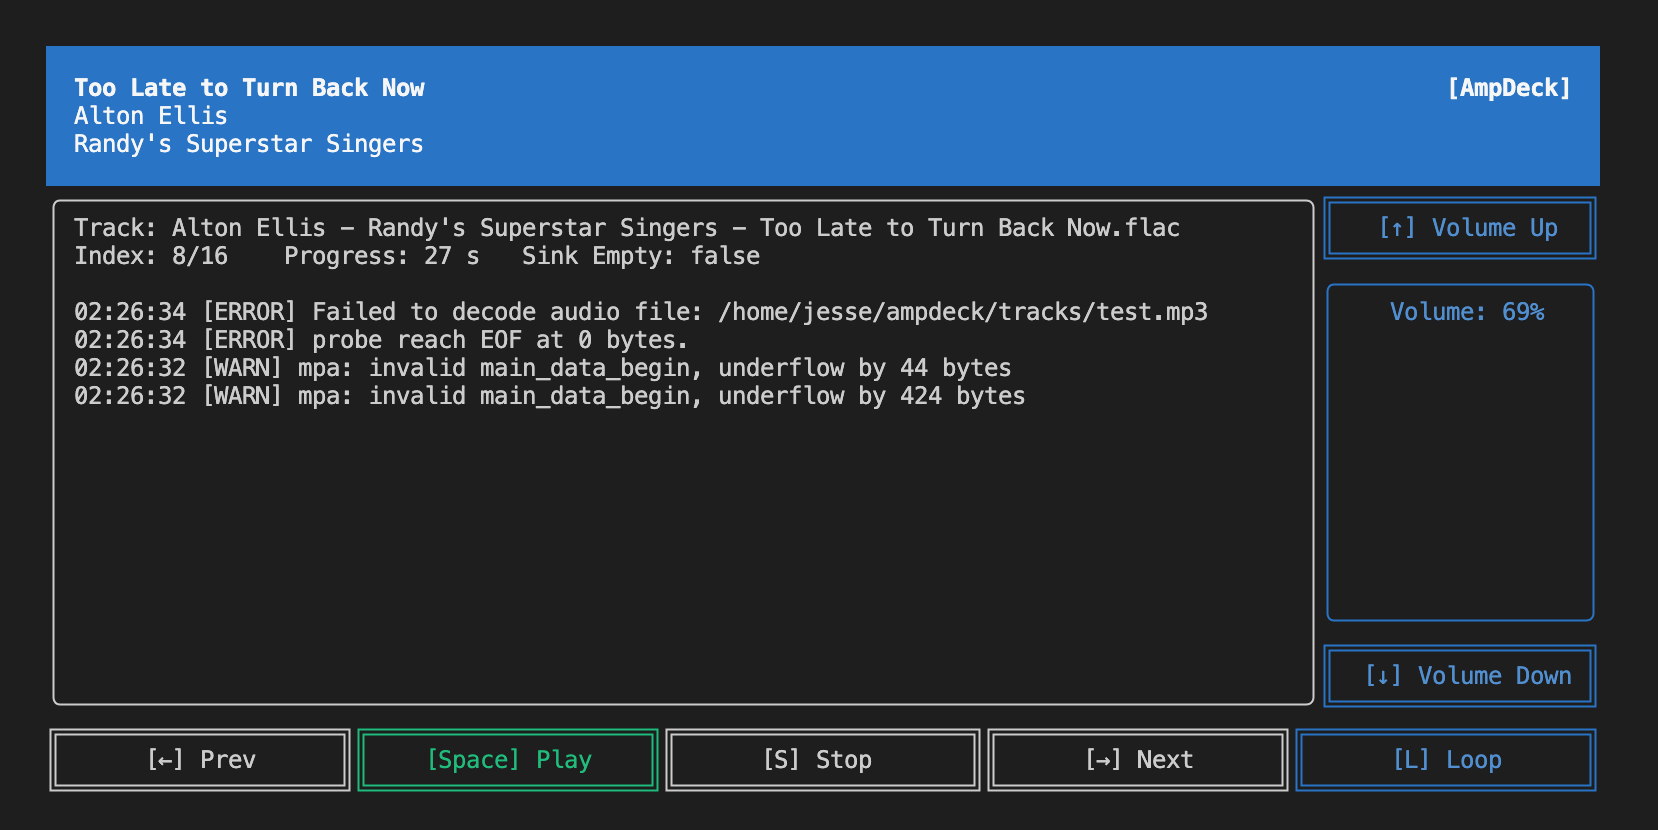 Too Late to Turn Back Now
[AmpDeck]
Alton Ellis
Randy's Superstar Singers
Track: Alton Ellis – Randy's Superstar Singers – Too Late to Turn Back Now.flac
Index: 8/16    Progress: 27 s   Sink Empty: false
02:26:34 [ERROR] Failed to decode audio file: /home/jesse/ampdeck/tracks/test.mp3
02:26:34 [ERROR] probe reach EOF at 0 bytes.
02:26:32 [WARN] mpa: invalid main_data_begin, underflow by 44 bytes
02:26:32 [WARN] mpa: invalid main_data_begin, underflow by 424 bytes
[↑] Volume Up
Volume: 69%
[↓] Volume Down
[←] Prev
[Space] Play
[S] Stop
[→] Next
[L] Loop